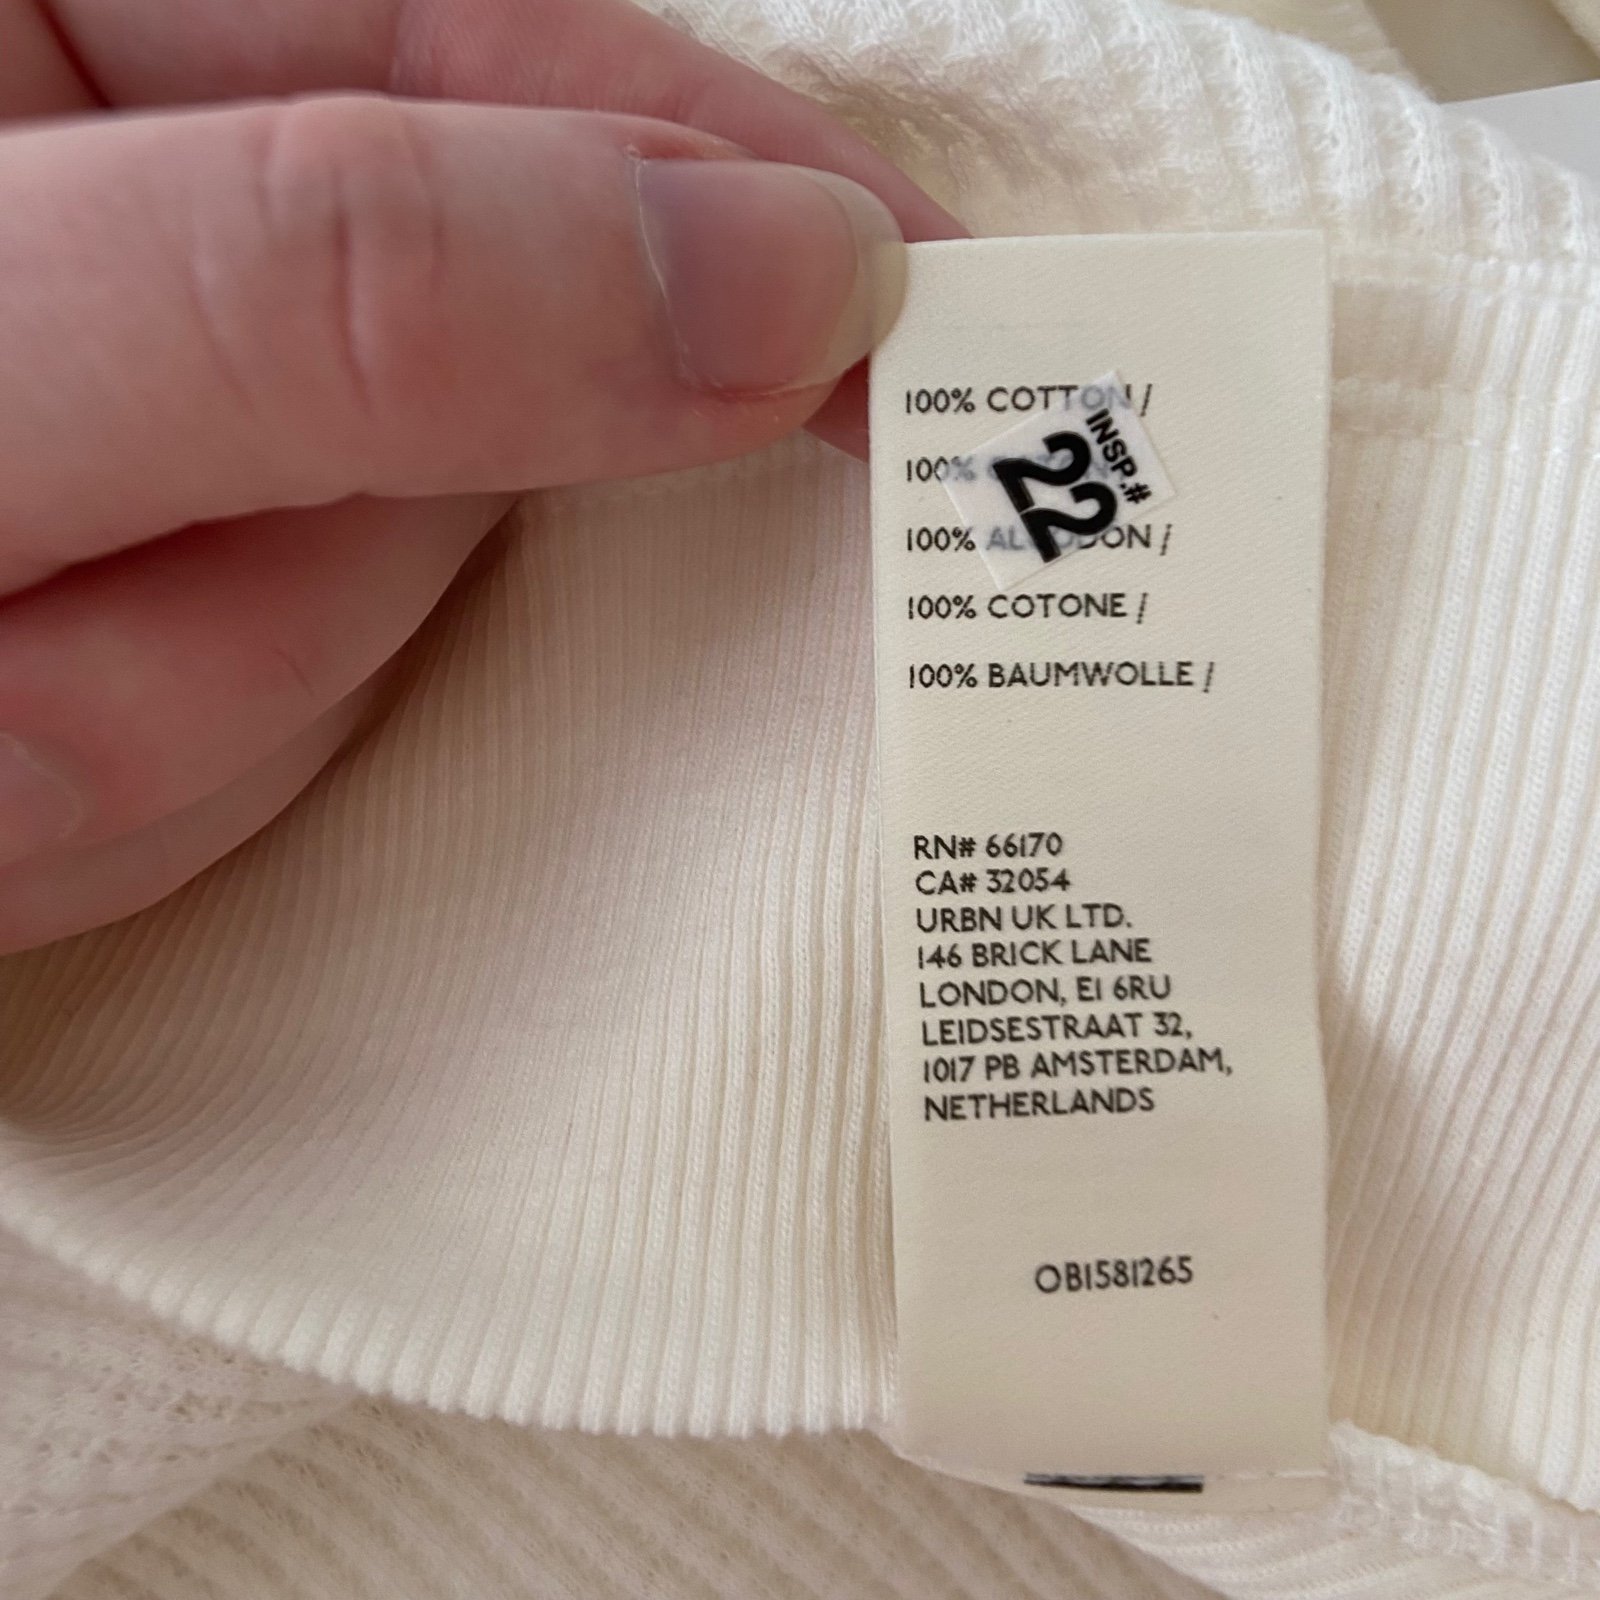 100% COTTON /
100%
100% ALGODON /
100% COTONE /
100% BAUMWOLLE /
INSP.#
22
RN# 66170
CA# 32054
URBN UK LTD.
146 BRICK LANE
LONDON, E1 6RU
LEIDSESTRAAT 32,
1017 PB AMSTERDAM,
NETHERLANDS
OB1581265